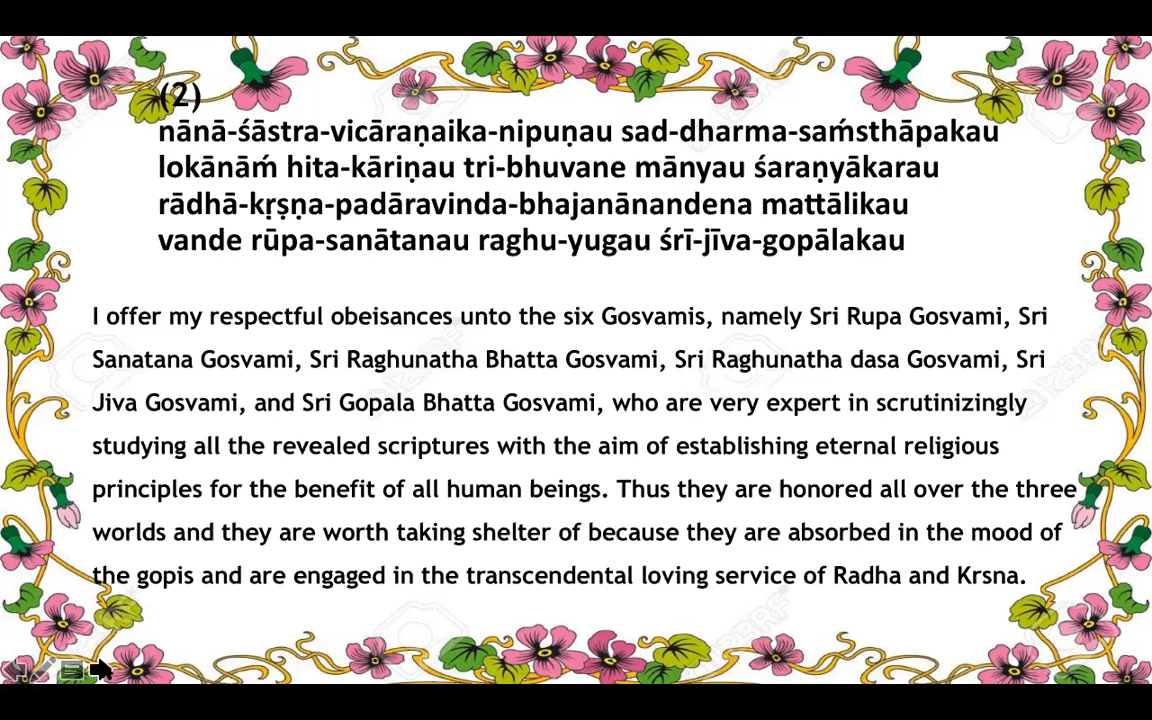 (2)
nānā-śāstra-vicāraṇaika-nipuṇau sad-dharma-saḿsthāpakau
lokānāḿ hita-kāriṇau tri-bhuvane mānyau śaraṇyākarau
rādhā-kṛṣṇa-padāravinda-bhajanānandena mattālikau
vande rūpa-sanātanau raghu-yugau śrī-jīva-gopālakau
I offer my respectful obeisances unto the six Gosvamis, namely Sri Rupa Gosvami, Sri
Sanatana Gosvami, Sri Raghunatha Bhatta Gosvami, Sri Raghunatha dasa Gosvami, Sri
Jiva Gosvami, and Sri Gopala Bhatta Gosvami, who are very expert in scrutinizingly
studying all the revealed scriptures with the aim of establishing eternal religious
principles for the benefit of all human beings. Thus they are honored all over the three
worlds and they are worth taking shelter of because they are absorbed in the mood of
the gopis and are engaged in the transcendental loving service of Radha and Krsna.